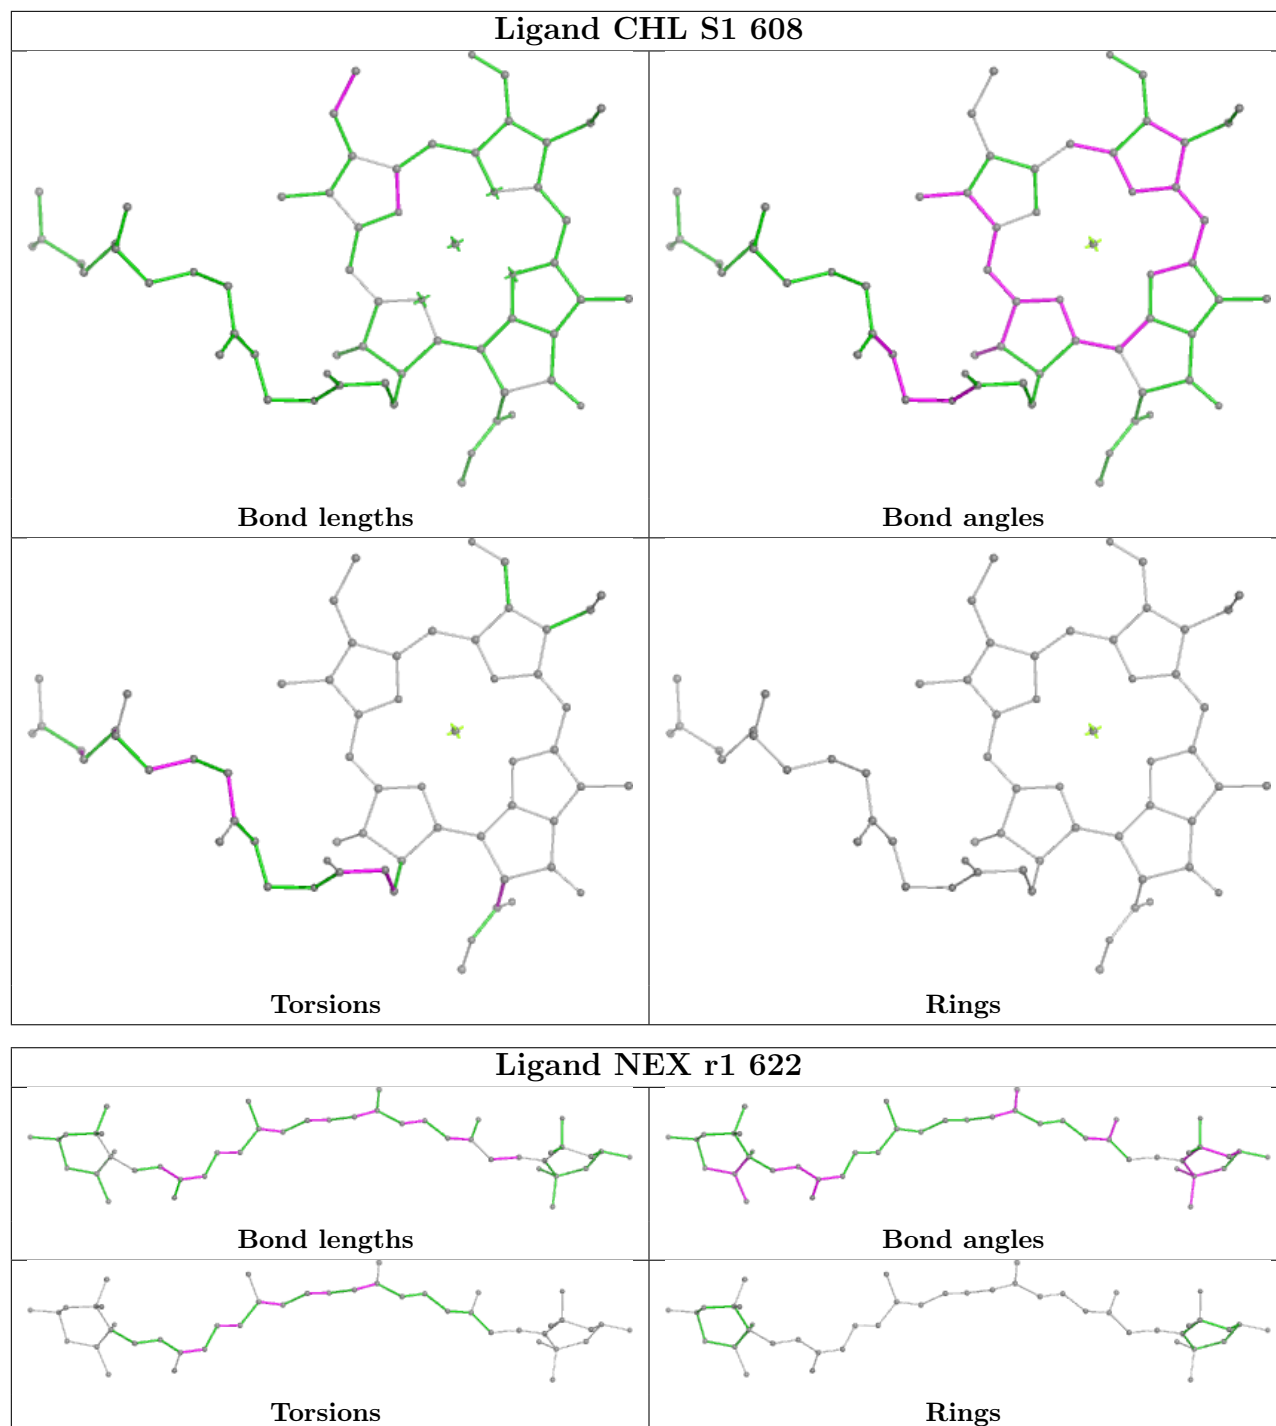 Ligand CHL S1 608
Bond lengths
Bond angles
Torsions
Rings
Ligand NEX r1 622
Bond lengths
Bond angles
Torsions
Rings